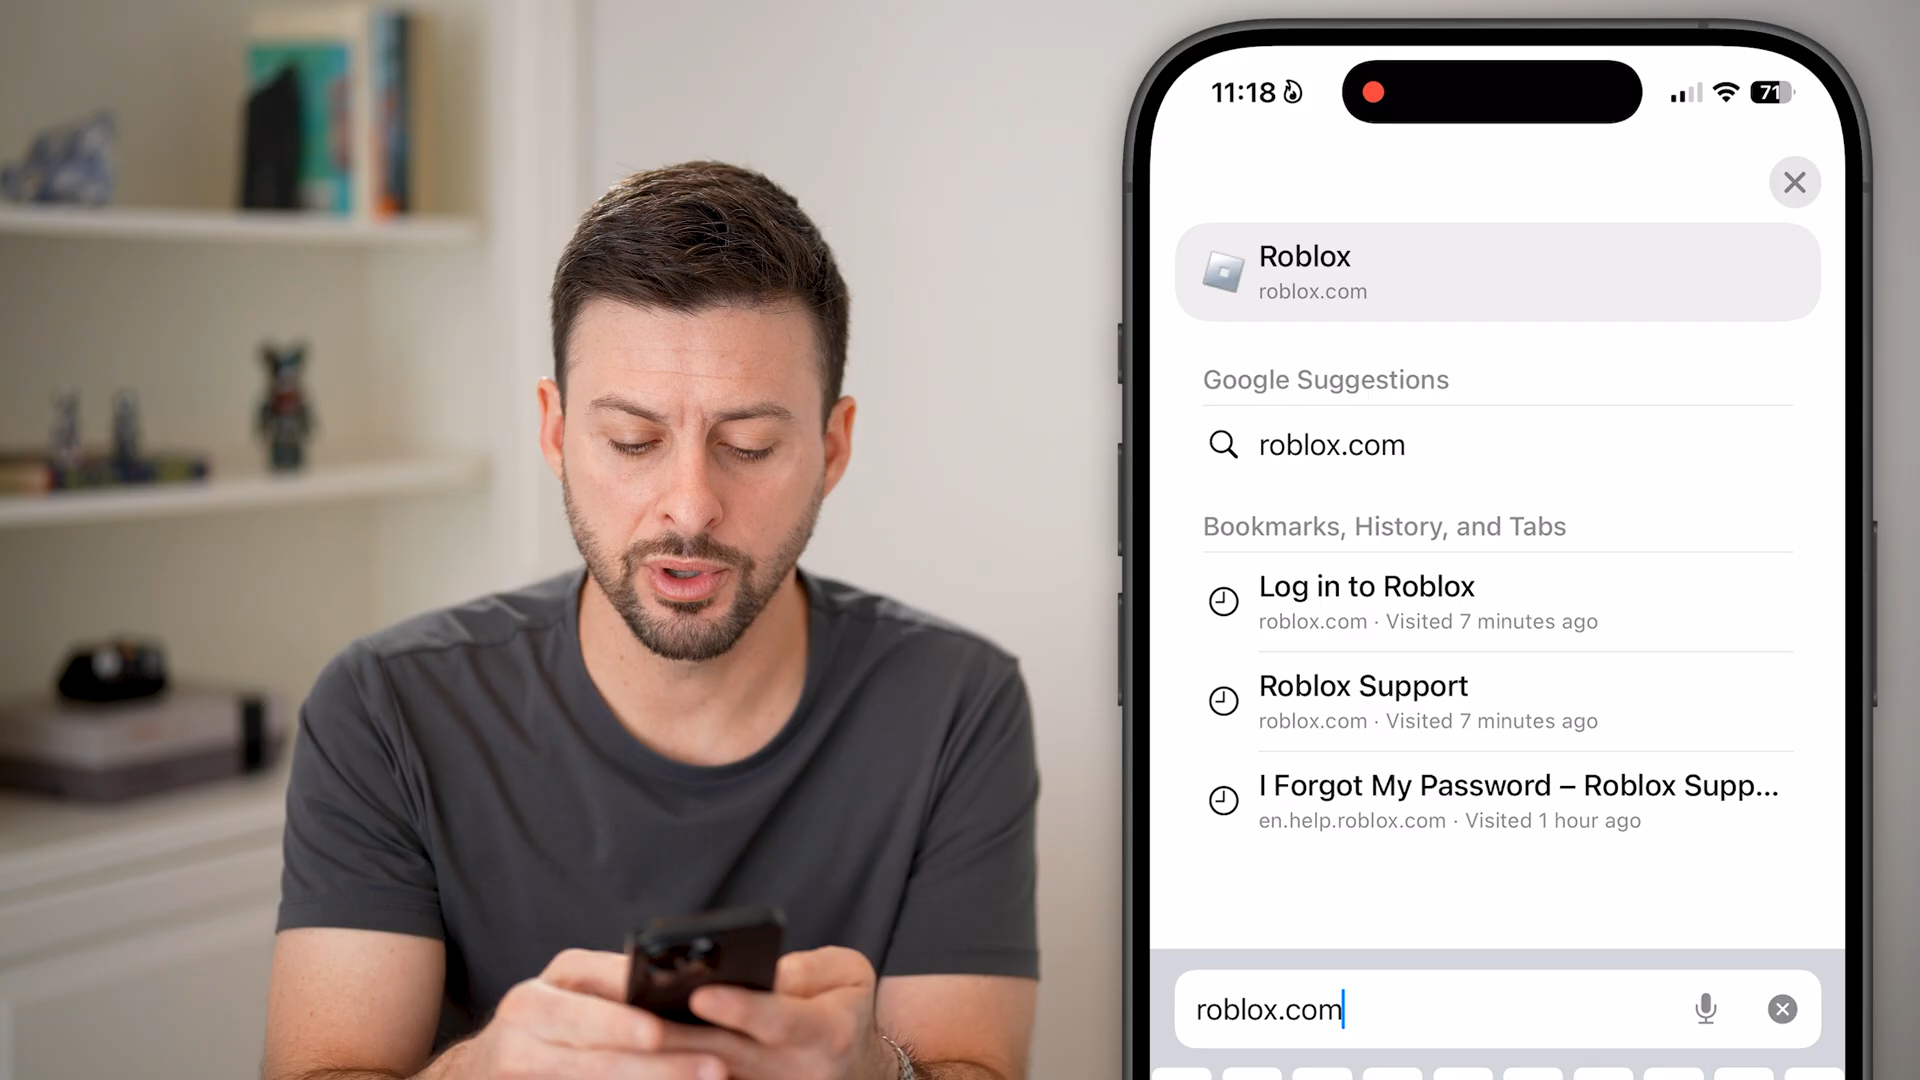 11:18
71
Roblox
roblox.com
Google Suggestions
roblox.com
Bookmarks, History, and Tabs
Log in to Roblox
roblox.com · Visited 7 minutes ago
Roblox Support
roblox.com · Visited 7 minutes ago
I Forgot My Password – Roblox Supp...
en.help.roblox.com · Visited 1 hour ago
roblox.com